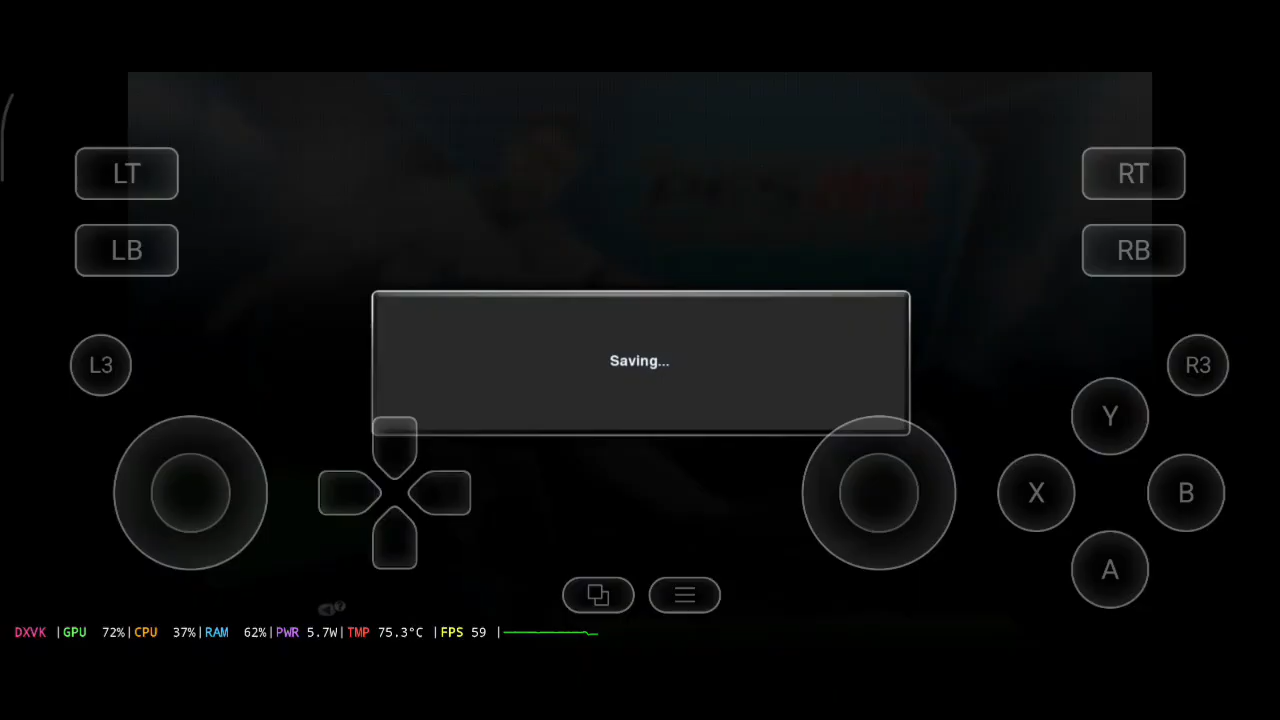 LT
RT
LB
RB
Saving...
L3
R3
Y
X
B
A
DXVK |GPU 72%|CPU 37%|RAM 62%|PWR 5.7W|TMP 75.3°C |FPS 59 |